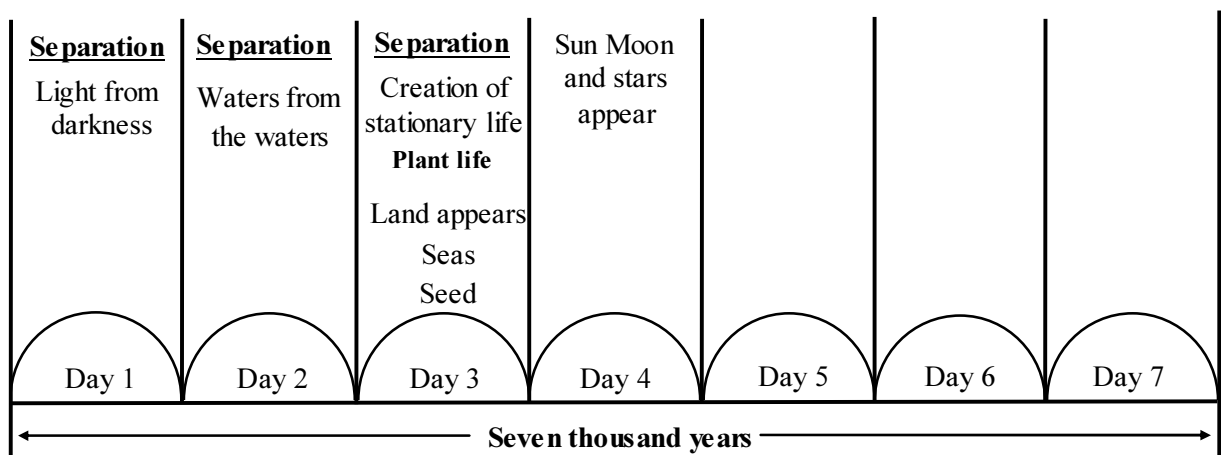 Separation
Light from
darkness
Separation
Waters from
the waters
Separation
Creation of
stationary life
Plant life
Land appears
Seas
Seed
Sun Moon
and stars
appear
Day 1
Day 2
Day 3
Day 4
Day 5
Day 6
Day 7
Seven thousand years